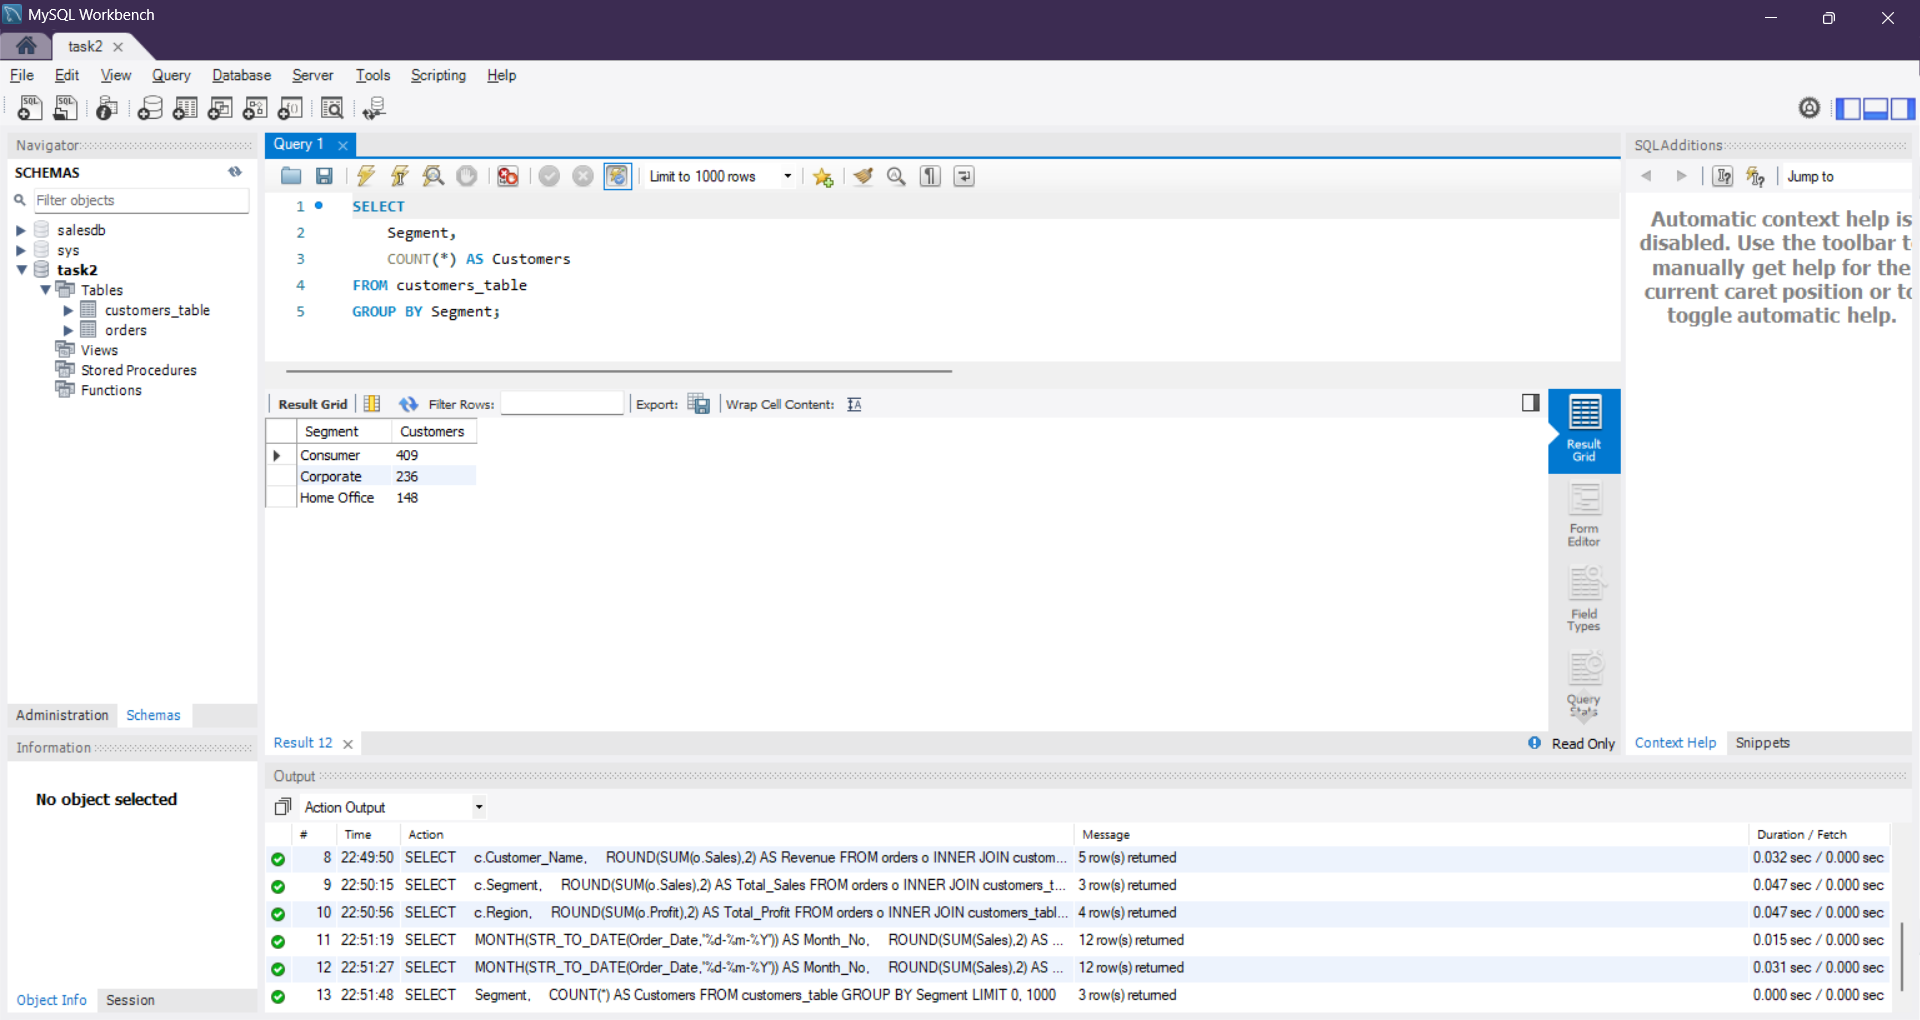 MySQL Workbench
task2
File Edit View Query Database Server Tools Scripting Help
Navigator
SCHEMAS
Filter objects
salesdb
sys
task2
Tables
customers_table
orders
Views
Stored Procedures
Functions
Administration Schemas
Information
No object selected
Object Info Session
Query 1
Limit to 1000 rows
1 SELECT
2 Segment,
3 COUNT(*) AS Customers
4 FROM customers_table
5 GROUP BY Segment;
Result Grid Filter Rows: Export: Wrap Cell Content:
Segment Customers
Consumer 409
Corporate 236
Home Office 148
Result Grid
Form Editor
Field Types
Query Stats
Result 12
Read Only
SQLAdditions
Jump to
Automatic context help is
disabled. Use the toolbar t
manually get help for the
current caret position or to
toggle automatic help.
Context Help Snippets
Output
Action Output
# Time Action Message Duration / Fetch
8 22:49:50 SELECT c.Customer_Name, ROUND(SUM(o.Sales),2) AS Revenue FROM orders o INNER JOIN custom... 5 row(s) returned 0.032 sec / 0.000 sec
9 22:50:15 SELECT c.Segment, ROUND(SUM(o.Sales),2) AS Total_Sales FROM orders o INNER JOIN customers_t... 3 row(s) returned 0.047 sec / 0.000 sec
10 22:50:56 SELECT c.Region, ROUND(SUM(o.Profit),2) AS Total_Profit FROM orders o INNER JOIN customers_tabl... 4 row(s) returned 0.047 sec / 0.000 sec
11 22:51:19 SELECT MONTH(STR_TO_DATE(Order_Date,'%d-%m-%Y')) AS Month_No, ROUND(SUM(Sales),2) AS ... 12 row(s) returned 0.015 sec / 0.000 sec
12 22:51:27 SELECT MONTH(STR_TO_DATE(Order_Date,'%d-%m-%Y')) AS Month_No, ROUND(SUM(Sales),2) AS ... 12 row(s) returned 0.031 sec / 0.000 sec
13 22:51:48 SELECT Segment, COUNT(*) AS Customers FROM customers_table GROUP BY Segment LIMIT 0, 1000 3 row(s) returned 0.000 sec / 0.000 sec